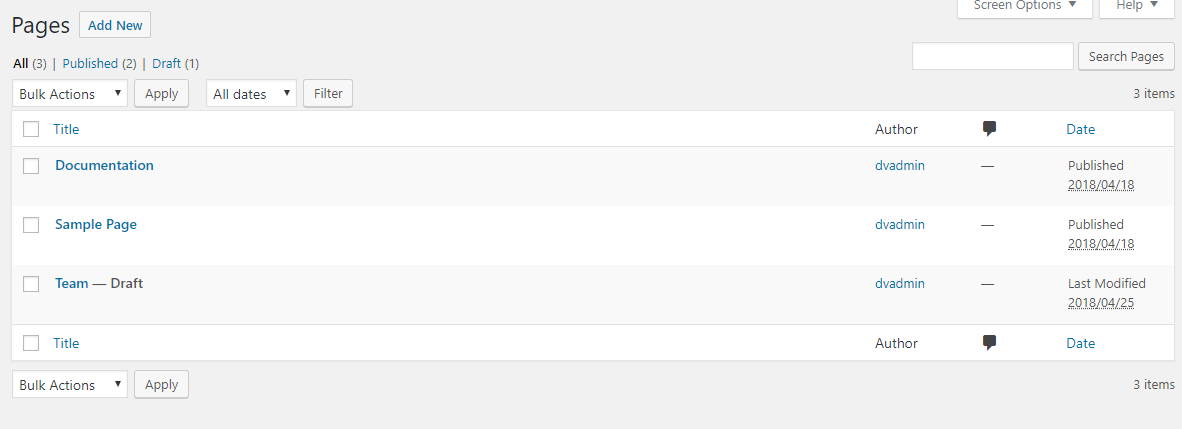 Screen Options ▼ Help ▼
Pages Add New
All (3) | Published (2) | Draft (1)
Search Pages
Bulk Actions ▼ Apply All dates ▼ Filter 3 items
Title Author Date
Documentation dvadmin — Published
2018/04/18
Sample Page dvadmin — Published
2018/04/18
Team — Draft dvadmin — Last Modified
2018/04/25
Title Author Date
Bulk Actions ▼ Apply 3 items